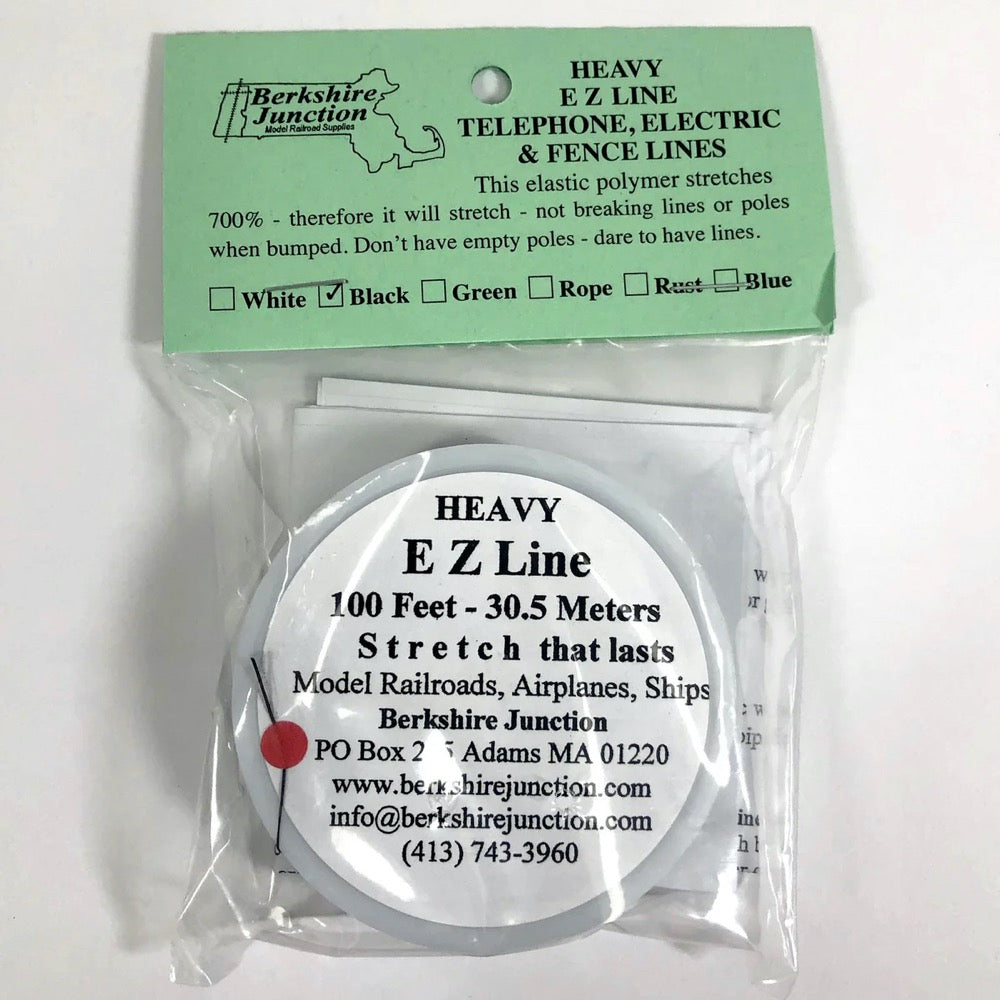 Berkshire
Junction
Model Railroad Supplies
HEAVY
E Z LINE
TELEPHONE, ELECTRIC
& FENCE LINES
This elastic polymer stretches
700% - therefore it will stretch - not breaking lines or poles
when bumped. Don't have empty poles - dare to have lines.
White ✓ Black Green Rope Rust Blue
HEAVY
E Z Line
100 Feet - 30.5 Meters
Stretch that lasts
Model Railroads, Airplanes, Ships
Berkshire Junction
PO Box Adams MA 01220
www.berkshirejunction.com
info@berkshirejunction.com
(413) 743-3960